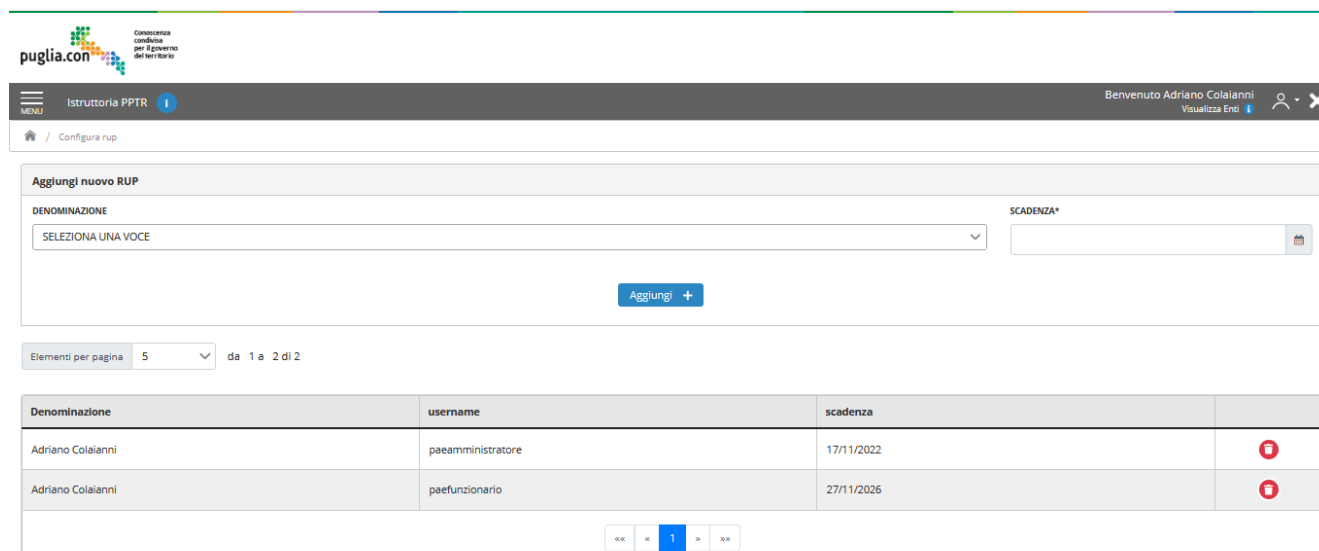 puglia.con
Conoscenza
condivisa
per il governo
del territorio
MENU
Istruttoria PPTR i
Benvenuto Adriano Colaianni
Visualizza Enti i
/ Configura rup
Aggiungi nuovo RUP
DENOMINAZIONE
SCADENZA*
SELEZIONA UNA VOCE
Aggiungi +
Elementi per pagina 5 da 1 a 2 di 2
Denominazione username scadenza
Adriano Colaianni paeamministratore 17/11/2022
Adriano Colaianni paefunzionario 27/11/2026
«« « 1 » »»